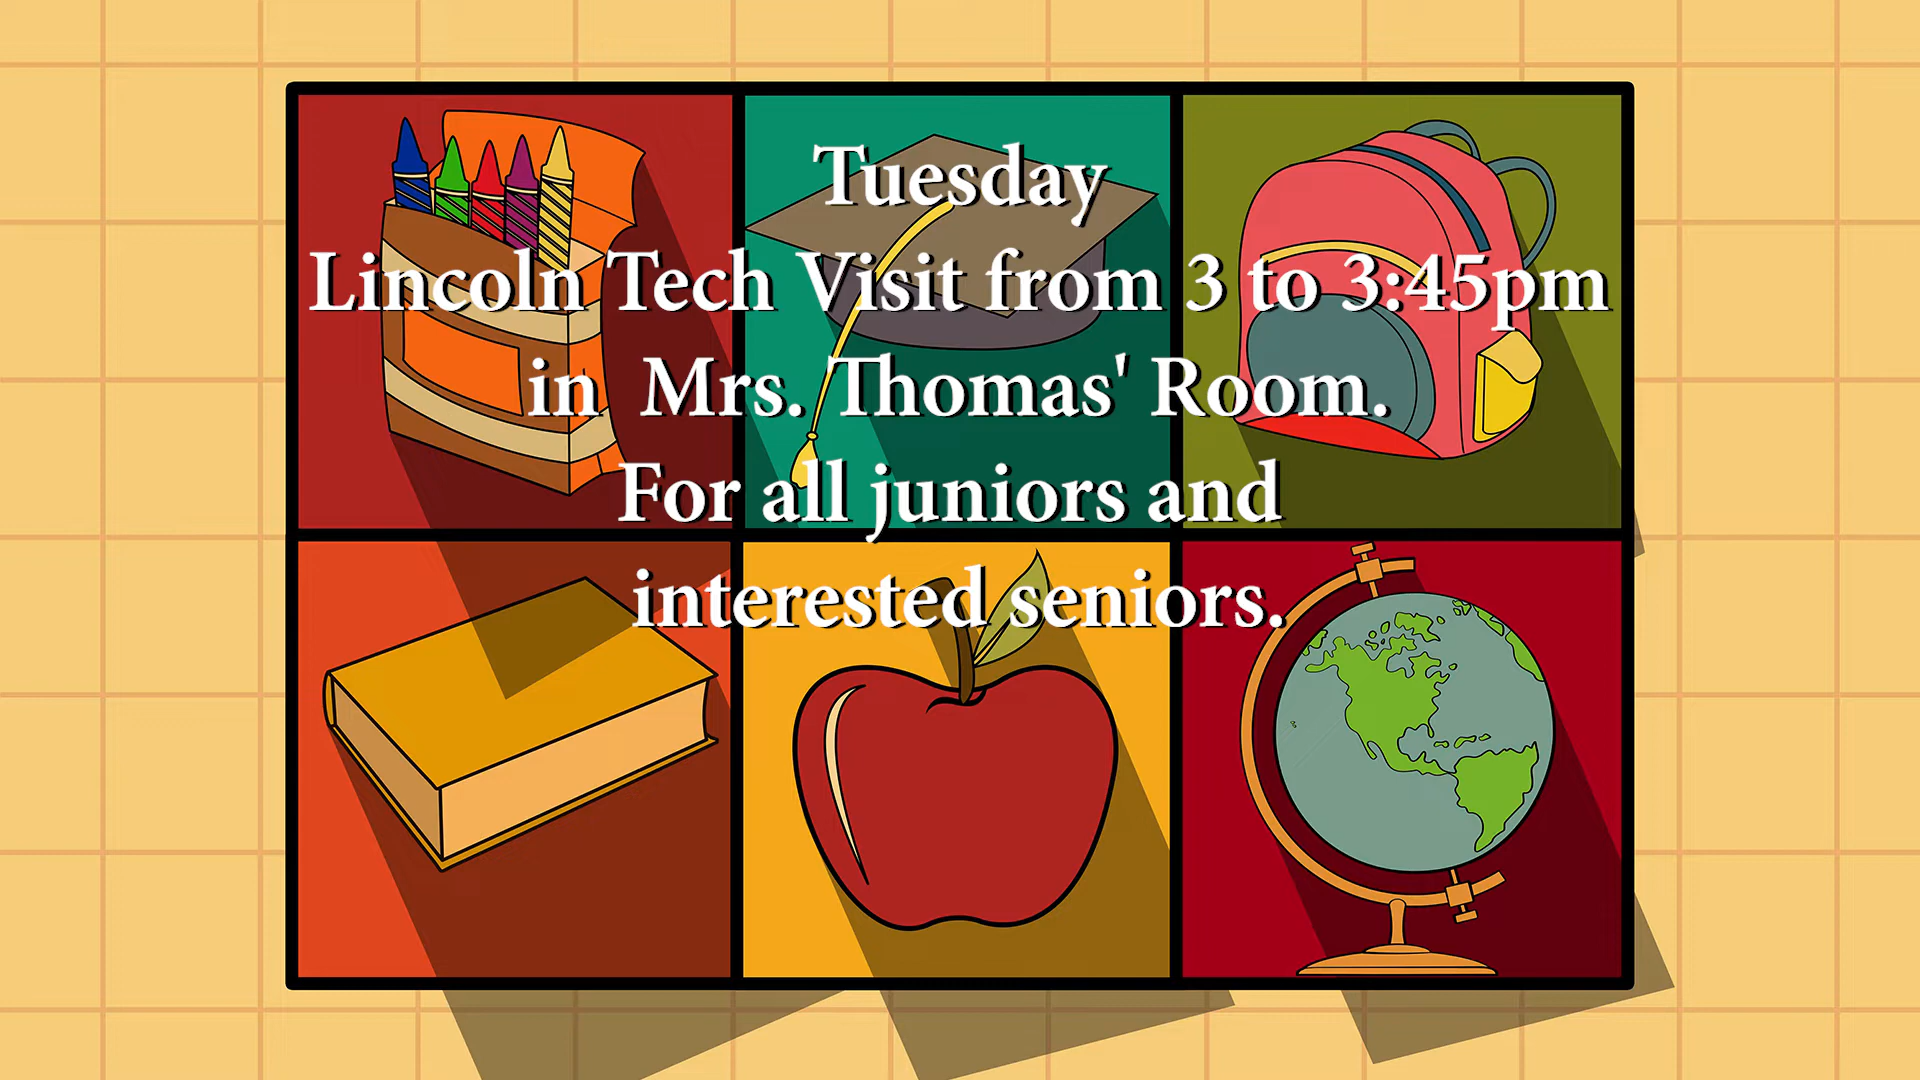 Tuesday
Lincoln Tech Visit from 3 to 3:45pm
in  Mrs. Thomas' Room.
For all juniors and
interested seniors.